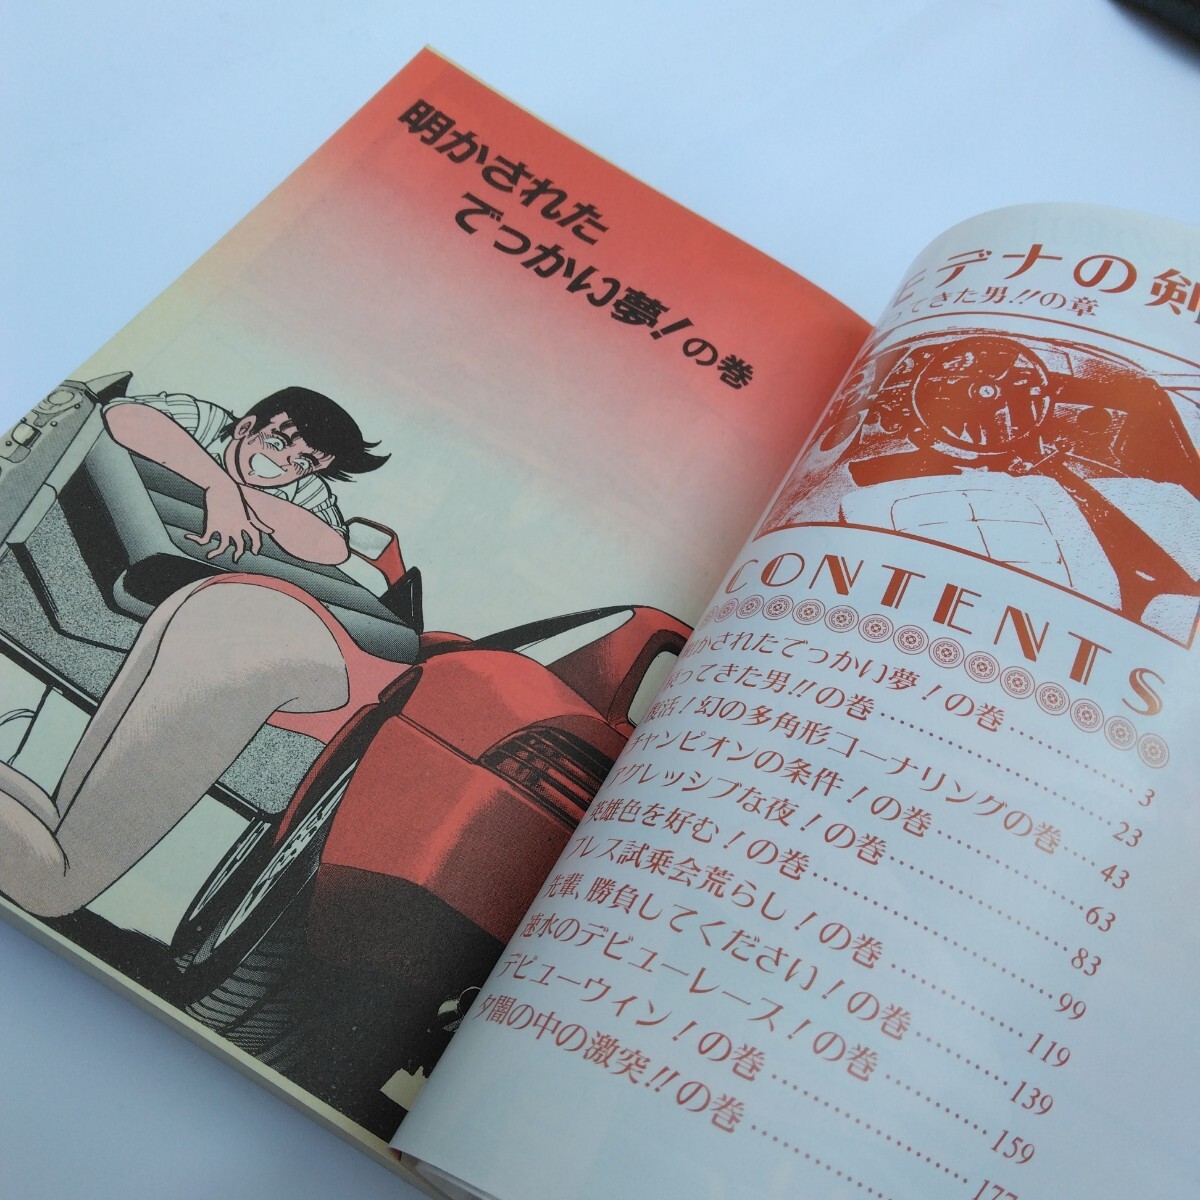 明かされた
でっかい夢！の巻
モデナの剣
ってきた男!!の章
CONTENTS
かされたでっかい夢！の巻……3
ってきた男!!の巻……23
復活！幻の多角形コーナリングの巻……43
チャンピオンの条件！の巻……63
アグレッシブな夜！の巻……83
英雄色を好む！の巻……99
プレス試乗会荒らし！の巻……119
先輩、勝負してください！の巻……139
速水のデビューレース！の巻……159
デビューウイン！の巻……
夕闇の中の激突!!の巻……